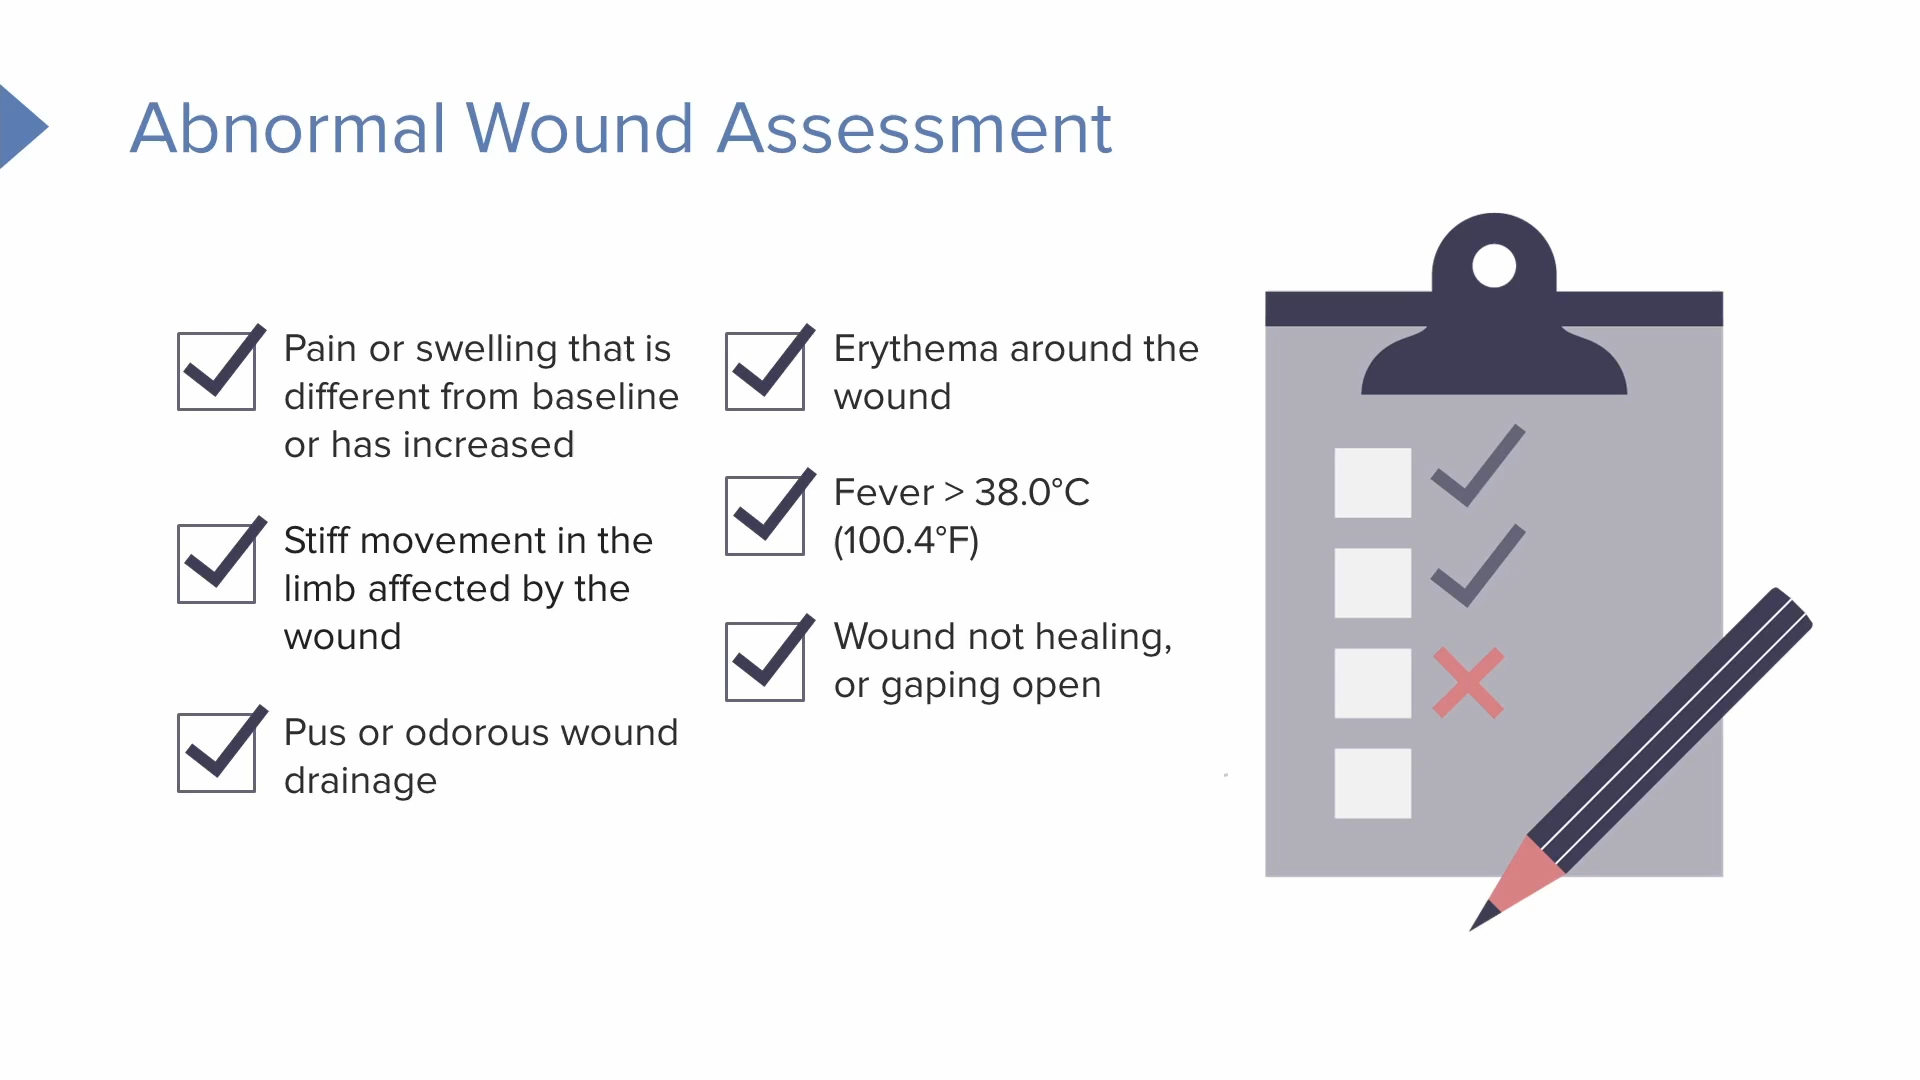 Abnormal Wound Assessment
Pain or swelling that is
different from baseline
or has increased
Stiff movement in the
limb affected by the
wound
Pus or odorous wound
drainage
Erythema around the
wound
Fever > 38.0°C
(100.4°F)
Wound not healing,
or gaping open